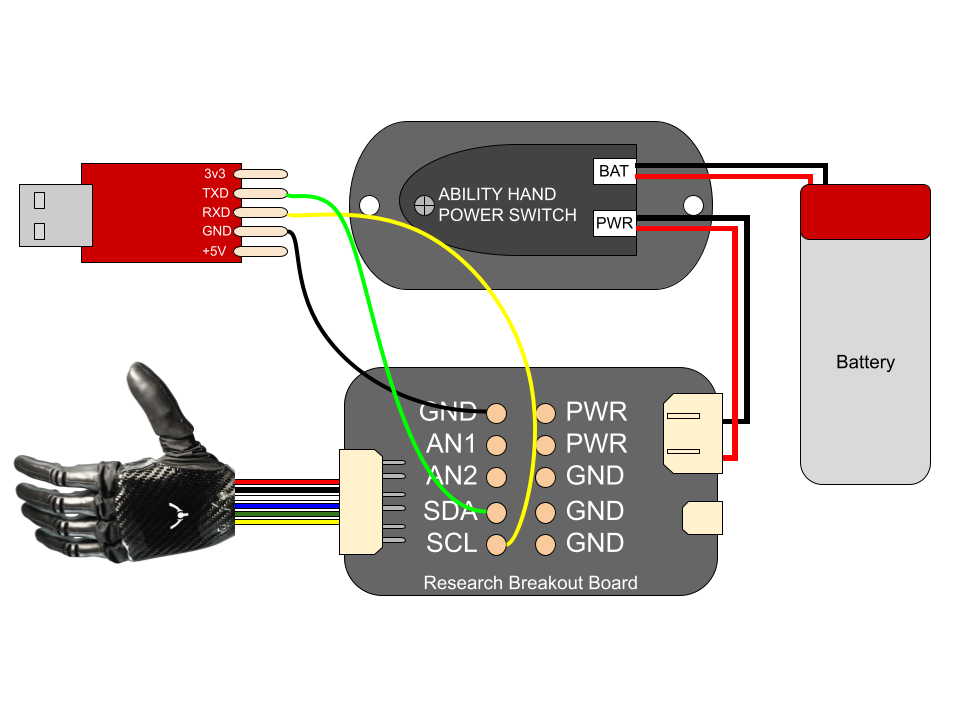 3v3
TXD
RXD
GND
+5V
ABILITY HAND
POWER SWITCH
BAT
PWR
Battery
GND PWR
AN1 PWR
AN2 GND
SDA GND
SCL GND
Research Breakout Board